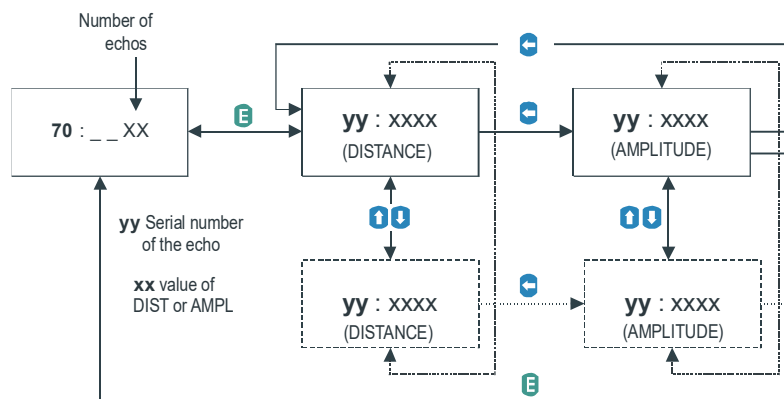 Number of
echos
E
70 : _ _ XX
yy : xxxx
(DISTANCE)
yy : xxxx
(AMPLITUDE)
yy Serial number
of the echo
xx value of
DIST or AMPL
yy : xxxx
(DISTANCE)
yy : xxxx
(AMPLITUDE)
E